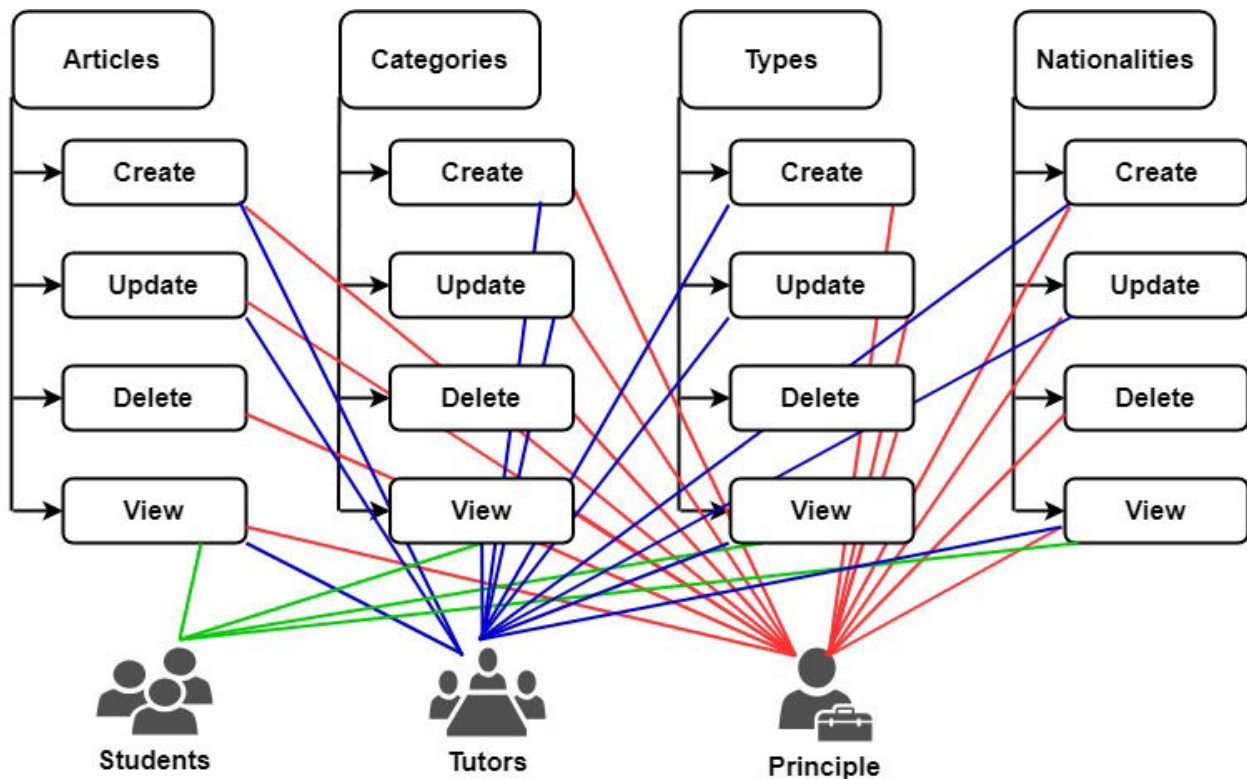 Articles
Categories
Types
Nationalities
Create
Create
Create
Create
Update
Update
Update
Update
Delete
Delete
Delete
Delete
View
View
View
View
Students
Tutors
Principle